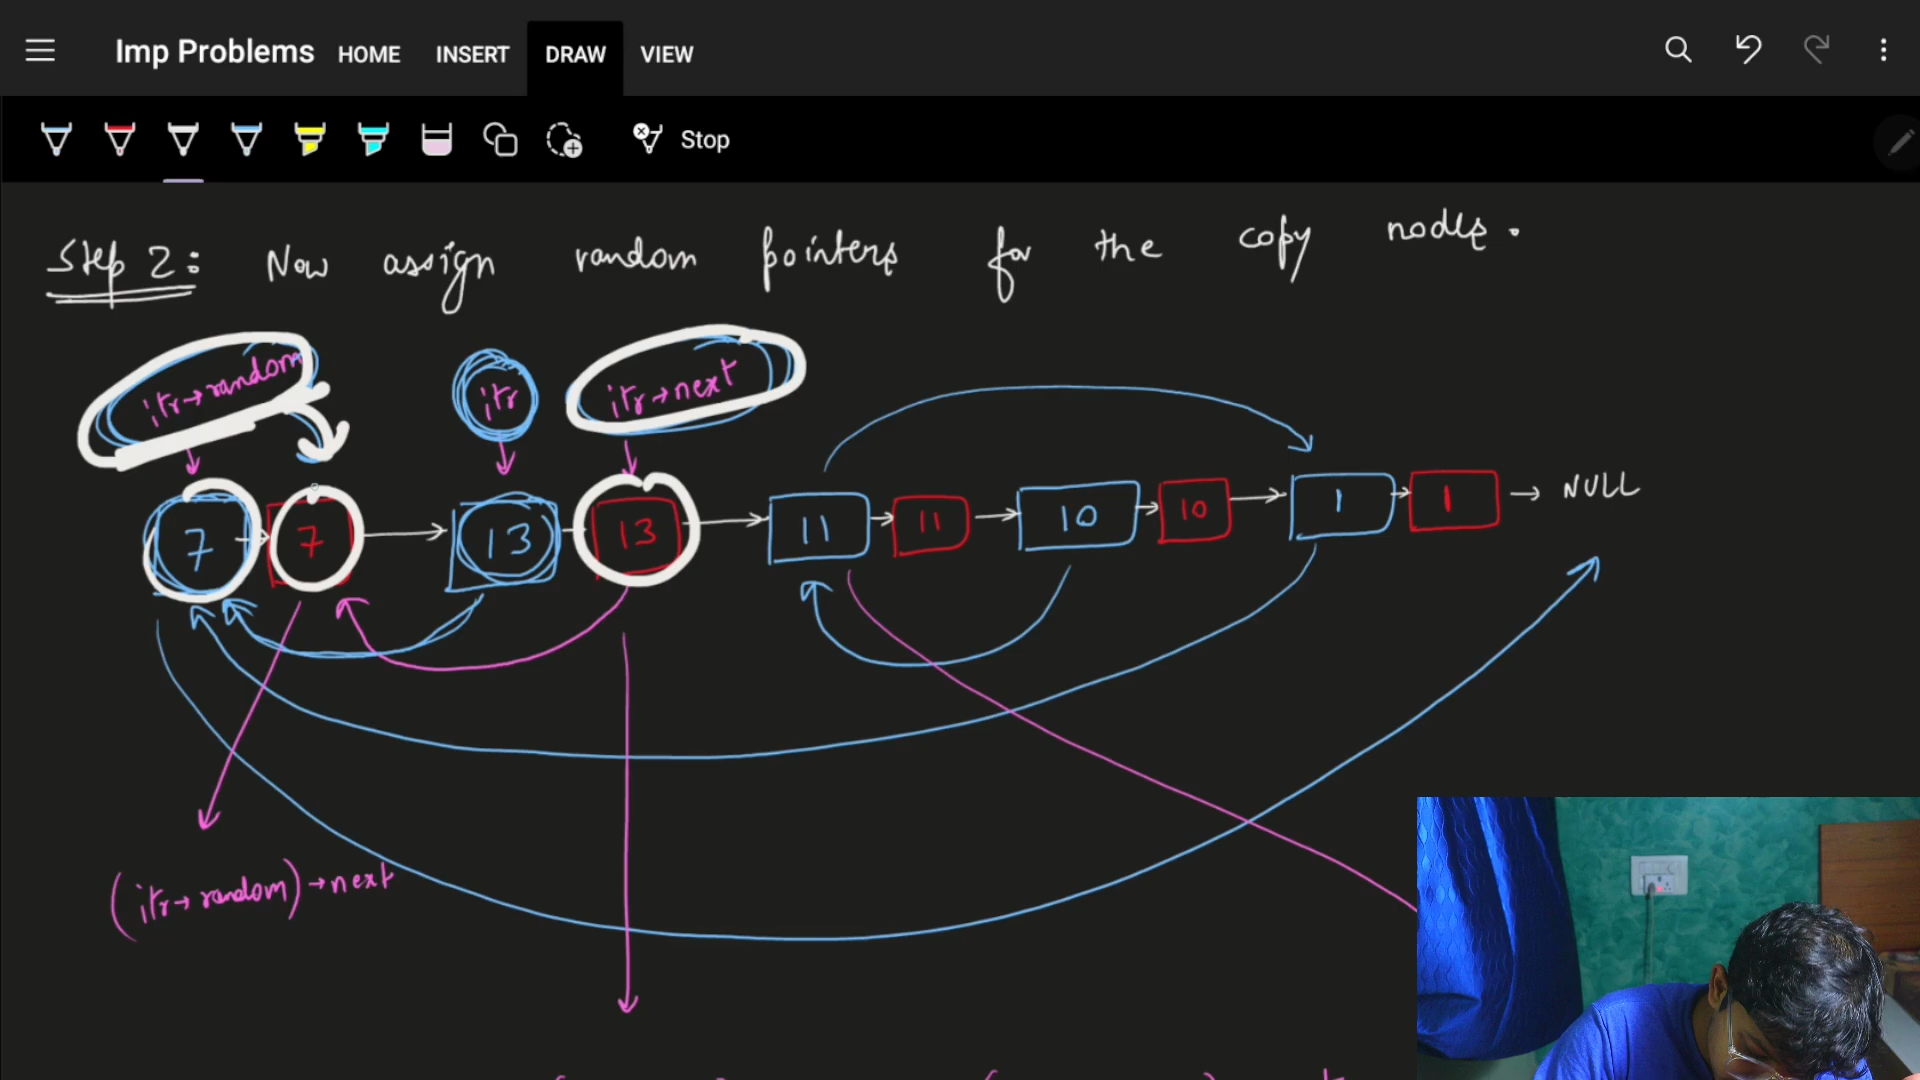 Imp Problems HOME INSERT DRAW VIEW
Stop
Step 2: Now assign random pointers for the copy nodes.
itr→random itr itr→next
7 7 13 13 11 11 10 10 1 1 → NULL
(itr→random)→next